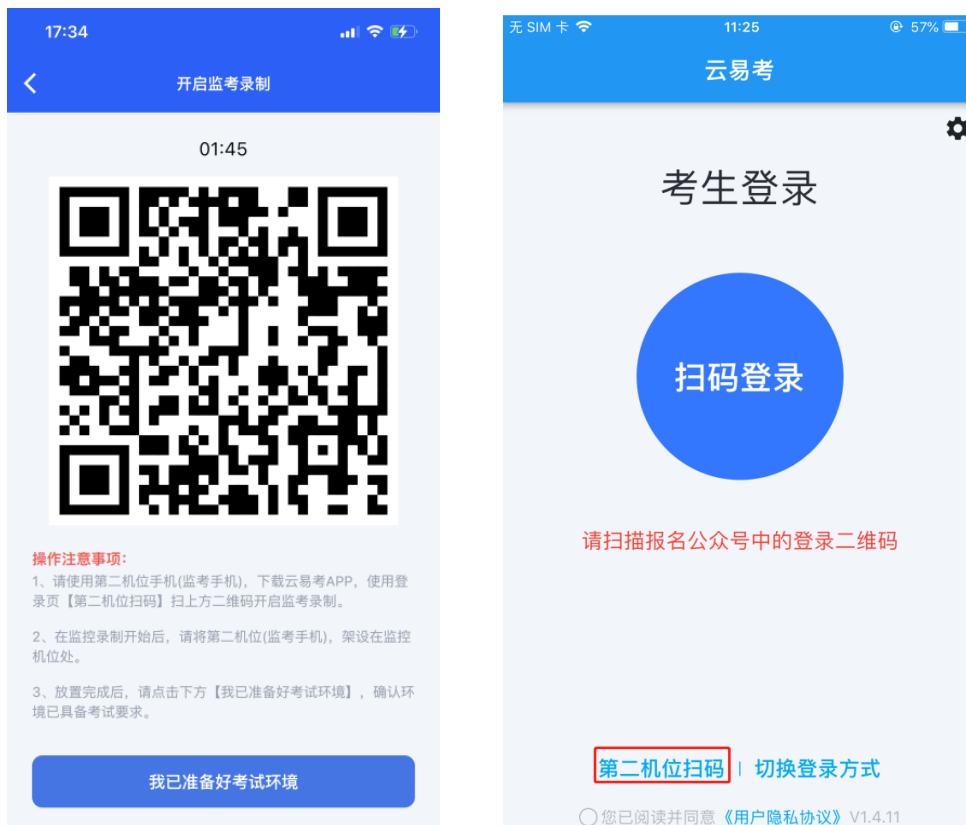 17:34
开启监考录制
01:45
操作注意事项:
1、请使用第二机位手机(监考手机)，下载云易考APP，使用登
录页【第二机位扫码】扫上方二维码开启监考录制。
2、在监控录制开始后，请将第二机位(监考手机)，架设在监控
机位处。
3、放置完成后，请点击下方【我已准备好考试环境】，确认环
境已具备考试要求。
我已准备好考试环境
无 SIM 卡 11:25 57%
云易考
考生登录
扫码登录
请扫描报名公众号中的登录二维码
第二机位扫码 | 切换登录方式
您已阅读并同意《用户隐私协议》V1.4.11